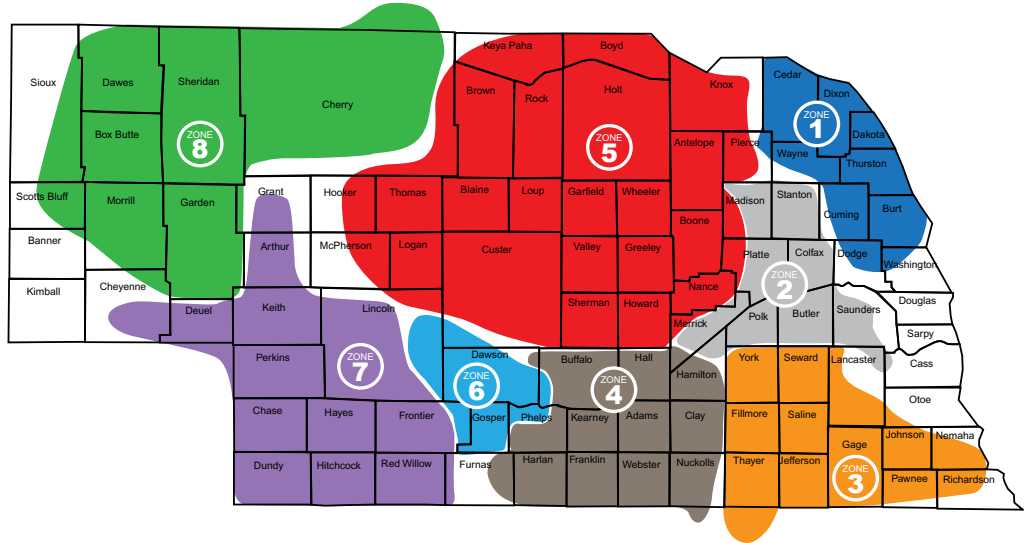 Keya Paha
Boyd
Sioux
Dawes
Sheridan
Cherry
Brown
Rock
Holt
Knox
Cedar
Dixon
Box Butte
ZONE
8
ZONE
5
ZONE
1
Antelope
Pierce
Wayne
Dakota
Thurston
Scotts Bluff
Morrill
Garden
Grant
Hooker
Thomas
Blaine
Loup
Garfield
Wheeler
Boone
Madison
Stanton
Cuming
Burt
Banner
Arthur
McPherson
Logan
Custer
Valley
Greeley
Platte
Colfax
Dodge
Washington
Kimball
Cheyenne
Deuel
Keith
Lincoln
Sherman
Howard
Nance
Merrick
ZONE
2
Polk
Butler
Saunders
Douglas
Sarpy
Perkins
ZONE
7
Dawson
ZONE
6
Buffalo
Hall
ZONE
4
Hamilton
York
Seward
Lancaster
Cass
Otoe
Chase
Hayes
Frontier
Gosper
Phelps
Kearney
Adams
Clay
Fillmore
Saline
Gage
Johnson
Nemaha
Dundy
Hitchcock
Red Willow
Furnas
Harlan
Franklin
Webster
Nuckolls
Thayer
Jefferson
ZONE
3
Pawnee
Richardson